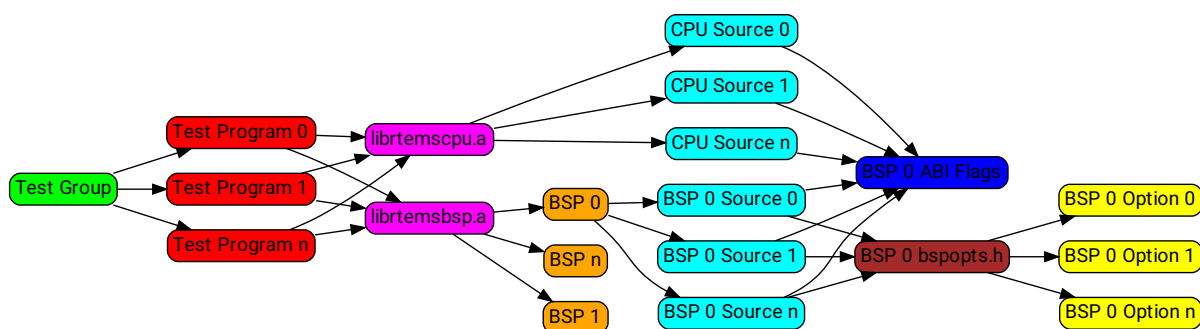 Test Group
Test Program 0
Test Program 1
Test Program n
librtemscpu.a
librtemsbsp.a
BSP 0
BSP n
BSP 1
CPU Source 0
CPU Source 1
CPU Source n
BSP 0 Source 0
BSP 0 Source 1
BSP 0 Source n
BSP 0 ABI Flags
BSP 0 bspopts.h
BSP 0 Option 0
BSP 0 Option 1
BSP 0 Option n